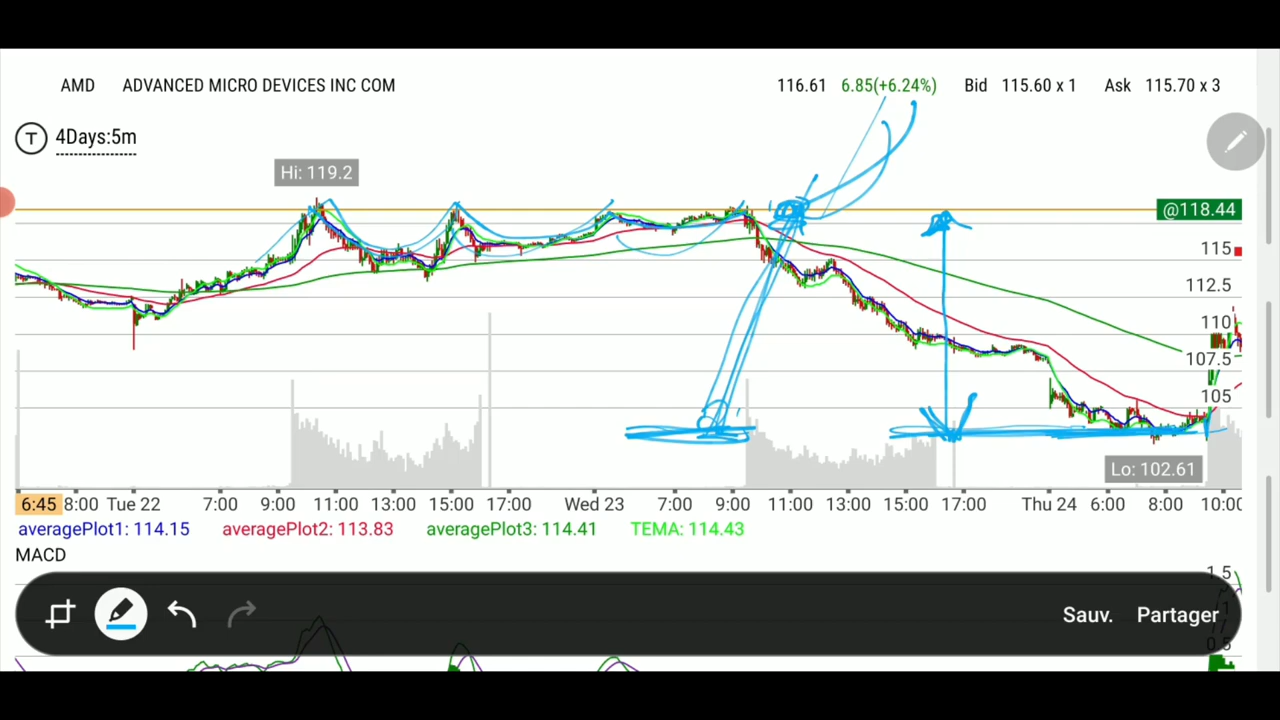 AMD ADVANCED MICRO DEVICES INC COM 116.61 6.85(+6.24%) Bid 115.60 x 1 Ask 115.70 x 3
T 4Days:5m
Hi: 119.2
@118.44
115
112.5
110
107.5
105
Lo: 102.61
6:45 8:00 Tue 22 7:00 9:00 11:00 13:00 15:00 17:00 Wed 23 7:00 9:00 11:00 13:00 15:00 17:00 Thu 24 6:00 8:00 10:00
averagePlot1: 114.15 averagePlot2: 113.83 averagePlot3: 114.41 TEMA: 114.43
MACD
1.5
Sauv. Partager
0.5